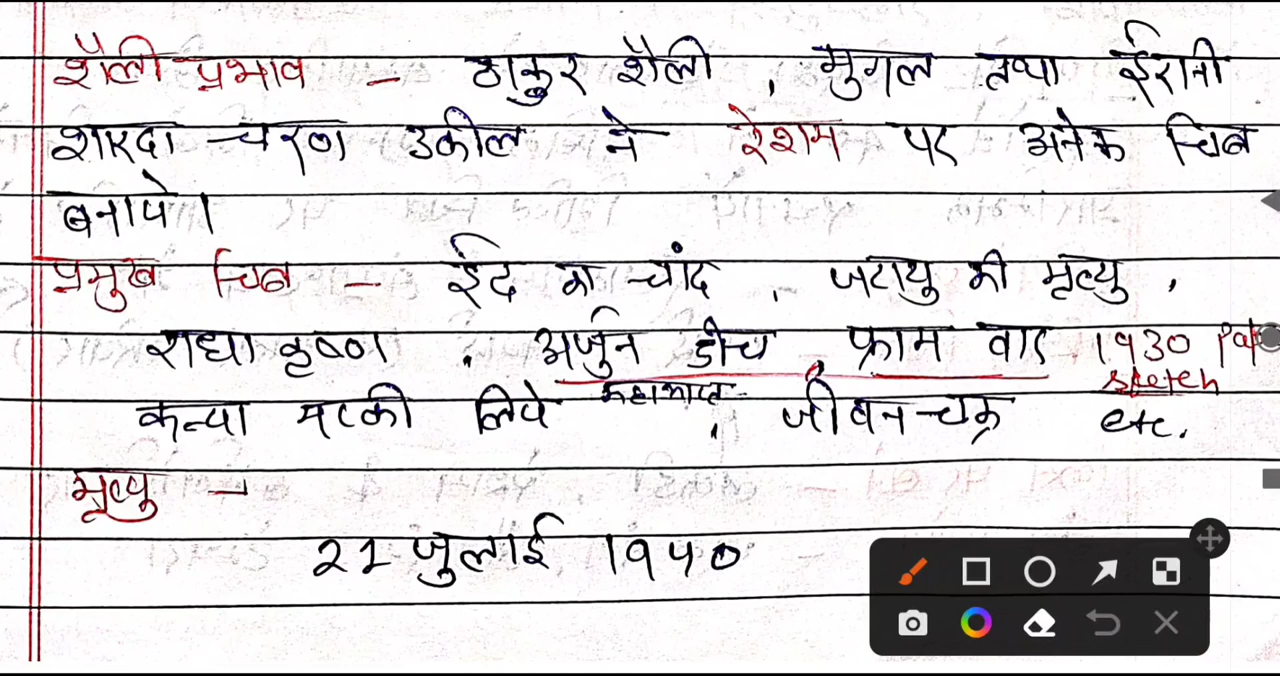 शैली प्रभाव – ठाकुर शैली , मुगल तथा ईरानी
शारदा चरण उकील ने रेशम पर अनेक चित्र
बनाये।
प्रमुख चित्र – ईद का चांद , जटायु की मृत्यु ,
राधा कृष्ण , अर्जुन डीच , फ्राम वार 1930
sketch
कन्या मटकी लिये महाभारत , जीवन-चक्र etc.
मृत्यु –
21 जुलाई 1940